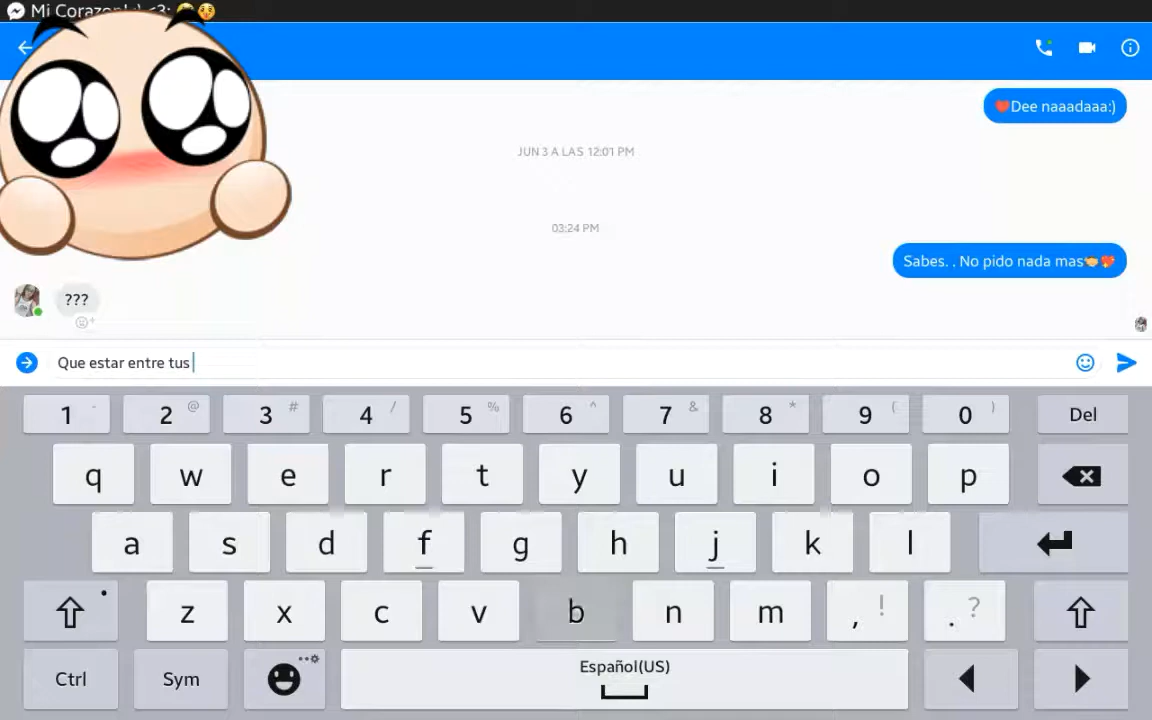 Mi Corazon
Dee naaadaaa:)
JUN 3 A LAS 12:01 PM
03:24 PM
Sabes. . No pido nada mas
???
Que estar entre tus
1 - 2 @ 3 # 4 / 5 % 6 ^ 7 & 8 * 9 ( 0 ) Del
q w e r t y u i o p
a s d f g h j k l
z x c v b n m , ! . ?
Ctrl Sym Español(US)